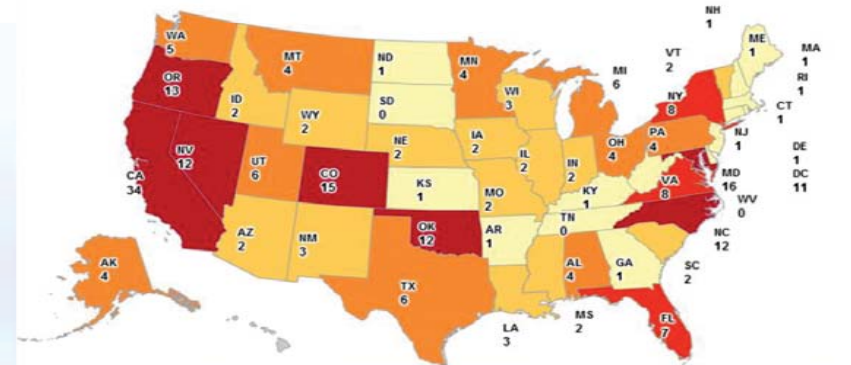 NH
1
WA
5
MT
4
ND
1
MN
4
VT
2
ME
1
MA
1
OR
13
MI
6
RI
1
ID
2
SD
0
WI
3
NY
8
CT
1
WY
2
NE
2
IA
2
PA
4
NJ
1
NV
12
UT
6
IL
2
IN
2
OH
4
DE
1
CA
34
CO
15
KS
1
MO
2
KY
1
VA
8
MD
16
DC
11
WV
0
AZ
2
NM
3
OK
12
AR
1
TN
0
NC
12
AK
4
TX
6
AL
4
GA
1
SC
2
LA
3
MS
2
FL
7